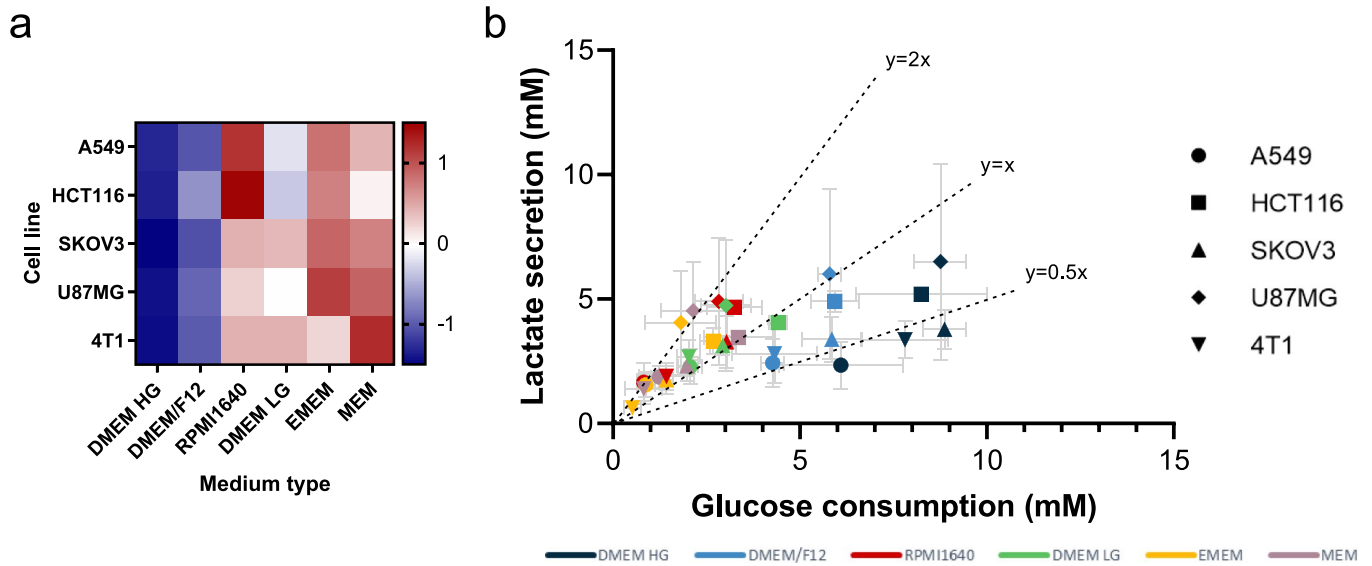 a
A549
HCT116
SKOV3
U87MG
4T1
Cell line
DMEM HG
DMEM/F12
RPMI1640
DMEM LG
EMEM
MEM
Medium type
1
0
-1
b
15
10
5
0
Lactate secretion (mM)
0
5
10
15
Glucose consumption (mM)
y=2x
y=x
y=0.5x
A549
HCT116
SKOV3
U87MG
4T1
DMEM HG
DMEM/F12
RPMI1640
DMEM LG
EMEM
MEM